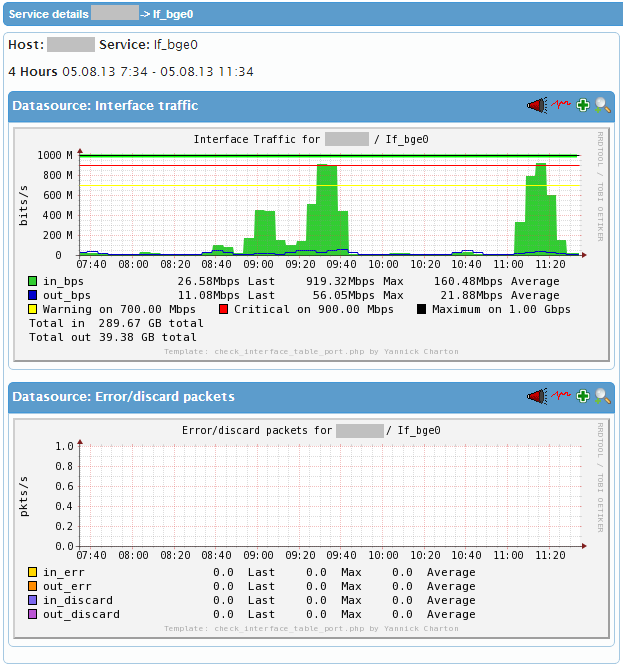 Service details -> If_bge0
Host: Service: If_bge0
4 Hours 05.08.13 7:34 - 05.08.13 11:34
Datasource: Interface traffic
Interface Traffic for / If_bge0
RRDTOOL / TOBI OETIKER
bits/s
1000 M
800 M
600 M
400 M
200 M
0
07:40 08:00 08:20 08:40 09:00 09:20 09:40 10:00 10:20 10:40 11:00 11:20
in_bps 26.58Mbps Last 919.32Mbps Max 160.48Mbps Average
out_bps 11.08Mbps Last 56.05Mbps Max 21.88Mbps Average
Warning on 700.00 Mbps Critical on 900.00 Mbps Maximum on 1.00 Gbps
Total in 289.67 GB total
Total out 39.38 GB total
Template: check_interface_table_port.php by Yannick Charton
Datasource: Error/discard packets
Error/discard packets for / If_bge0
RRDTOOL / TOBI OETIKER
pkts/s
1.0
0.8
0.6
0.4
0.2
0.0
07:40 08:00 08:20 08:40 09:00 09:20 09:40 10:00 10:20 10:40 11:00 11:20
in_err 0.0 Last 0.0 Max 0.0 Average
out_err 0.0 Last 0.0 Max 0.0 Average
in_discard 0.0 Last 0.0 Max 0.0 Average
out_discard 0.0 Last 0.0 Max 0.0 Average
Template: check_interface_table_port.php by Yannick Charton